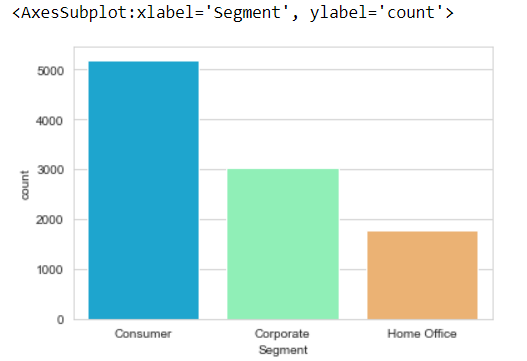 <AxesSubplot:xlabel='Segment', ylabel='count'>
5000
4000
3000
2000
1000
0
count
Consumer Corporate Home Office
Segment